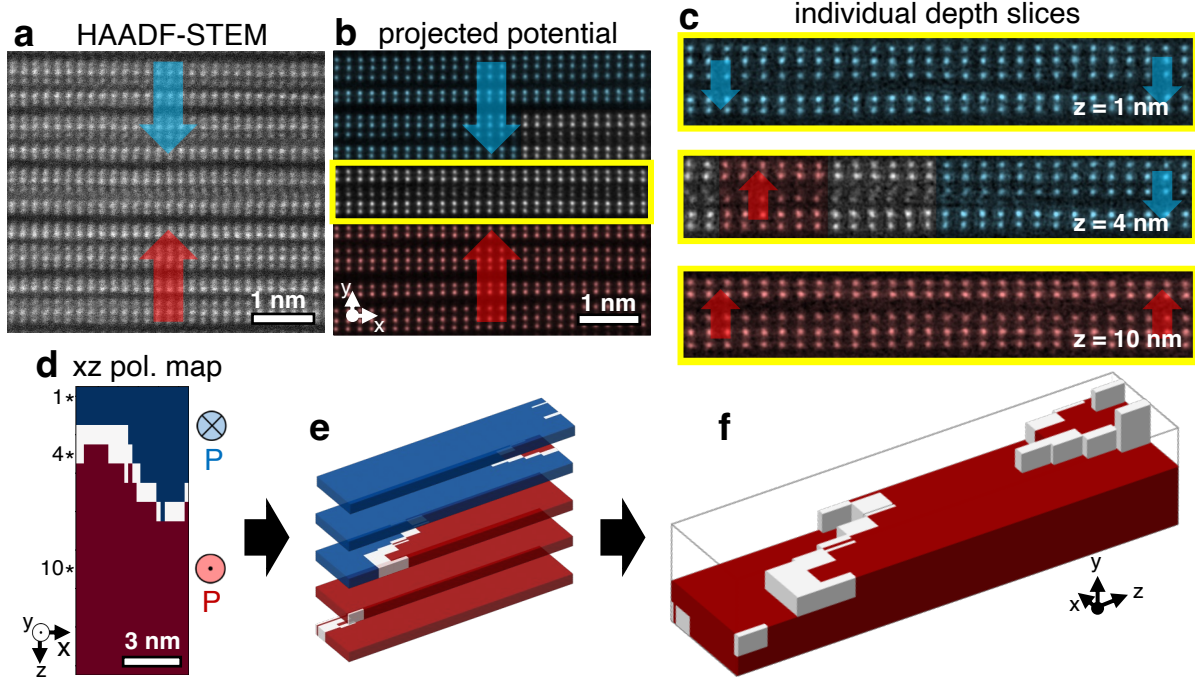 a HAADF-STEM
1 nm
b projected potential
y
x
1 nm
c individual depth slices
z = 1 nm
z = 4 nm
z = 10 nm
d xz pol. map
1*
4*
10*
P
P
y
x
z
3 nm
e
f
y
x
z